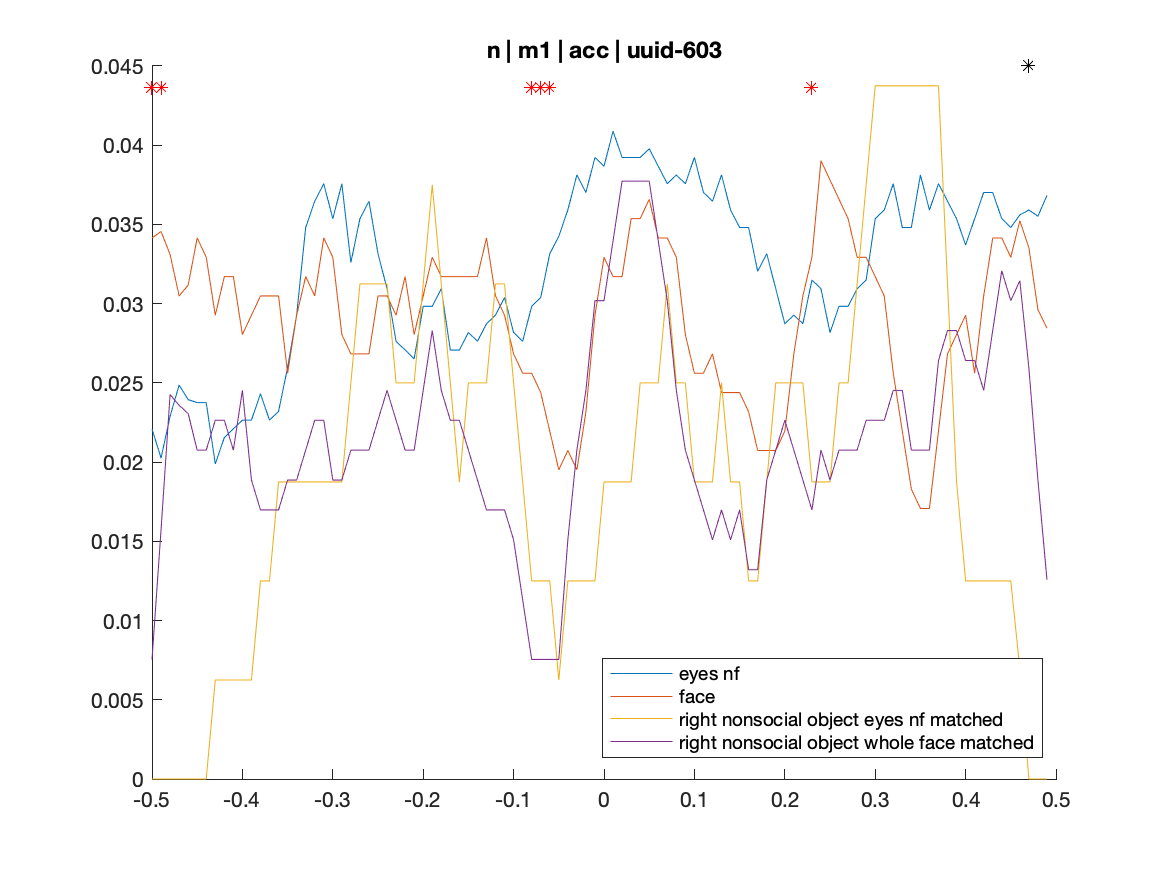 n | m1 | acc | uuid-603
0.045
0.04
0.035
0.03
0.025
0.02
0.015
0.01
0.005
0
-0.5 -0.4 -0.3 -0.2 -0.1 0 0.1 0.2 0.3 0.4 0.5
eyes nf
face
right nonsocial object eyes nf matched
right nonsocial object whole face matched